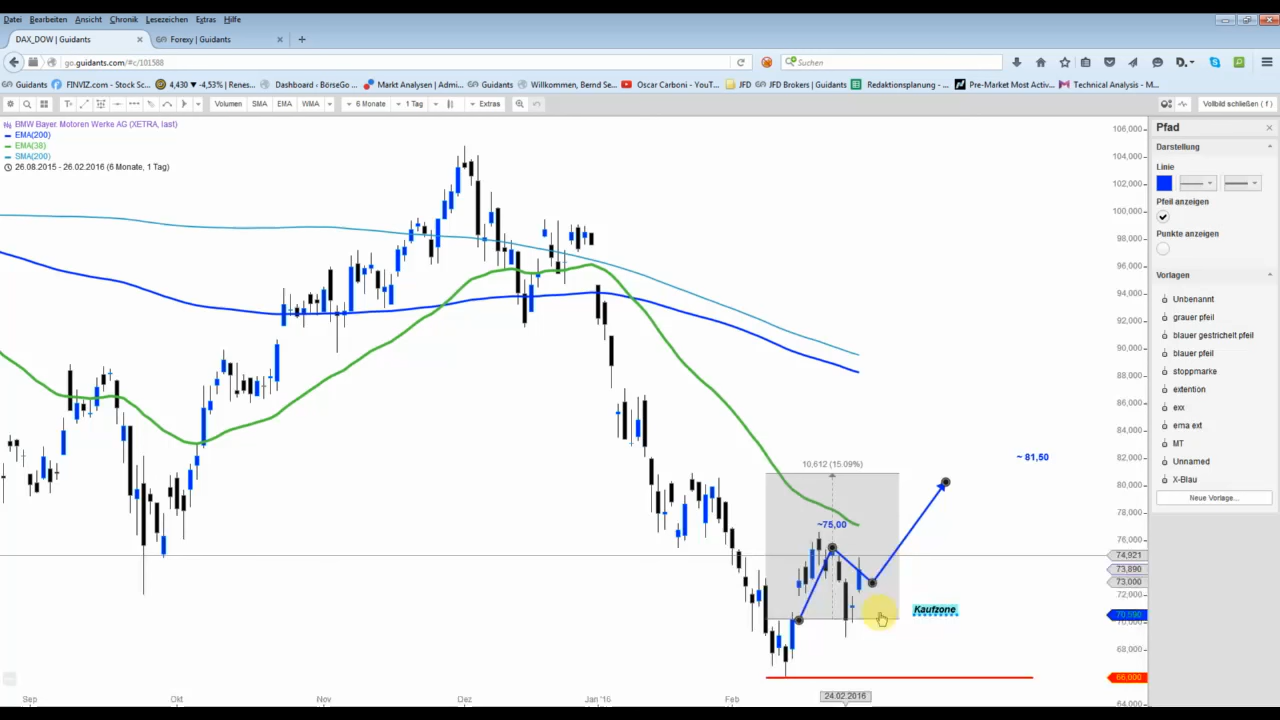 Datei Bearbeiten Ansicht Chronik Lesezeichen Extras Hilfe
DAX_DOW | Guidants
Forexy | Guidants
go.guidants.com/#c/101588
Suchen
Guidants FINVIZ.com - Stock Sc... 4,430 ▾ -4,53% | Renes... Dashboard ‹ BörseGo ... Markt Analysen | Admi... Guidants Willkommen, Bernd Se... Oscar Carboni - YouT... JFD JFD Brokers | Guidants Redaktionsplanung - ... Pre-Market Most Activ... Technical Analysis - M...
Volumen SMA EMA WMA 6 Monate 1 Tag Extras
Vollbild schließen ( f )
BMW Bayer. Motoren Werke AG (XETRA, last)
EMA(200)
EMA(38)
SMA(200)
26.08.2015 - 26.02.2016 (6 Monate, 1 Tag)
106,000
104,000
102,000
100,000
98,000
96,000
94,000
92,000
90,000
88,000
86,000
84,000
82,000
80,000
78,000
76,000
74,921
73,890
73,000
72,000
70,000
68,000
66,000
64,000
10,612 (15.09%)
~ 81,50
~75,00
Kaufzone
Sep Okt Nov Dez Jan '16 Feb
24.02.2016
Pfad
Darstellung
Linie
Pfeil anzeigen
Punkte anzeigen
Vorlagen
Unbenannt
grauer pfeil
blauer gestrichelt pfeil
blauer pfeil
stoppmarke
extention
exx
ema ext
MT
Unnamed
X-Blau
Neue Vorlage...